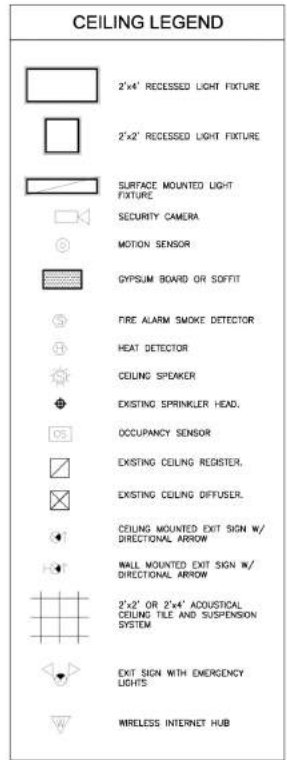 CEILING LEGEND
2'x4' RECESSED LIGHT FIXTURE
2'x2' RECESSED LIGHT FIXTURE
SURFACE MOUNTED LIGHT
FIXTURE
SECURITY CAMERA
MOTION SENSOR
GYPSUM BOARD OR SOFFIT
S
FIRE ALARM SMOKE DETECTOR
H
HEAT DETECTOR
S
CEILING SPEAKER
EXISTING SPRINKLER HEAD.
OS
OCCUPANCY SENSOR
EXISTING CEILING REGISTER.
EXISTING CEILING DIFFUSER.
CEILING MOUNTED EXIT SIGN W/
DIRECTIONAL ARROW
WALL MOUNTED EXIT SIGN W/
DIRECTIONAL ARROW
2'x2' OR 2'x4' ACOUSTICAL
CEILING TILE AND SUSPENSION
SYSTEM
EXIT SIGN WITH EMERGENCY
LIGHTS
W
WIRELESS INTERNET HUB